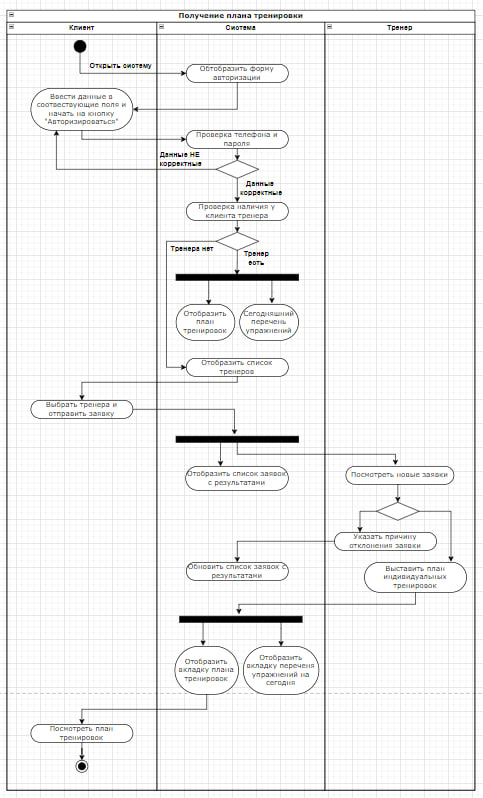 Получение плана тренировки
Клиент
Система
Тренер
Открыть систему
Обтобразить форму
авторизации
Ввести данные в
соотвествующие поля и
начать на кнопку
"Авторизироваться"
Проверка телефона и
пароля
Данные НЕ
корректные
Данные
корректные
Проверка наличия у
клиента тренера
Тренера нет
Тренер
есть
Отобразить
план
тренировок
Сегодняшний
перечень
упражнений
Отобразить список
тренеров
Выбрать тренера и
отправить заявку
Отобразить список заявок
с результатами
Посмотреть новые заявки
Указать причину
отклонения заявки
Обновить список заявок с
результатами
Выставить план
индивидуальных
тренировок
Отобразить
вкладку плана
тренировок
Отобразить
вкладку переченя
упражнений на
сегодня
Посмотреть план
тренировок